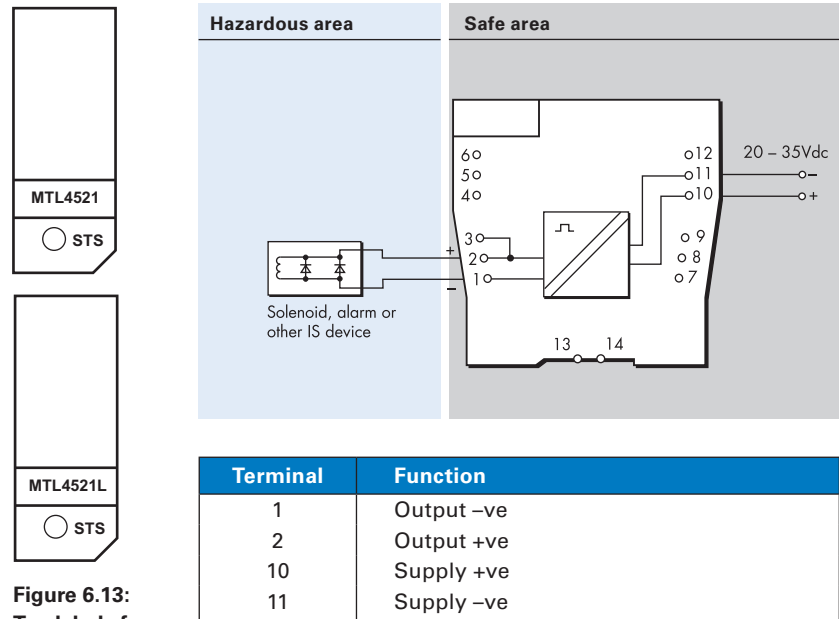 Hazardous area
Safe area
MTL4521
STS
6
5
4
3
2
1
+
–
12
11
10
9
8
7
20 – 35Vdc
–
+
13 14
Solenoid, alarm or
other IS device
MTL4521L
STS
Figure 6.13:
Terminal Function
1 Output –ve
2 Output +ve
10 Supply +ve
11 Supply –ve